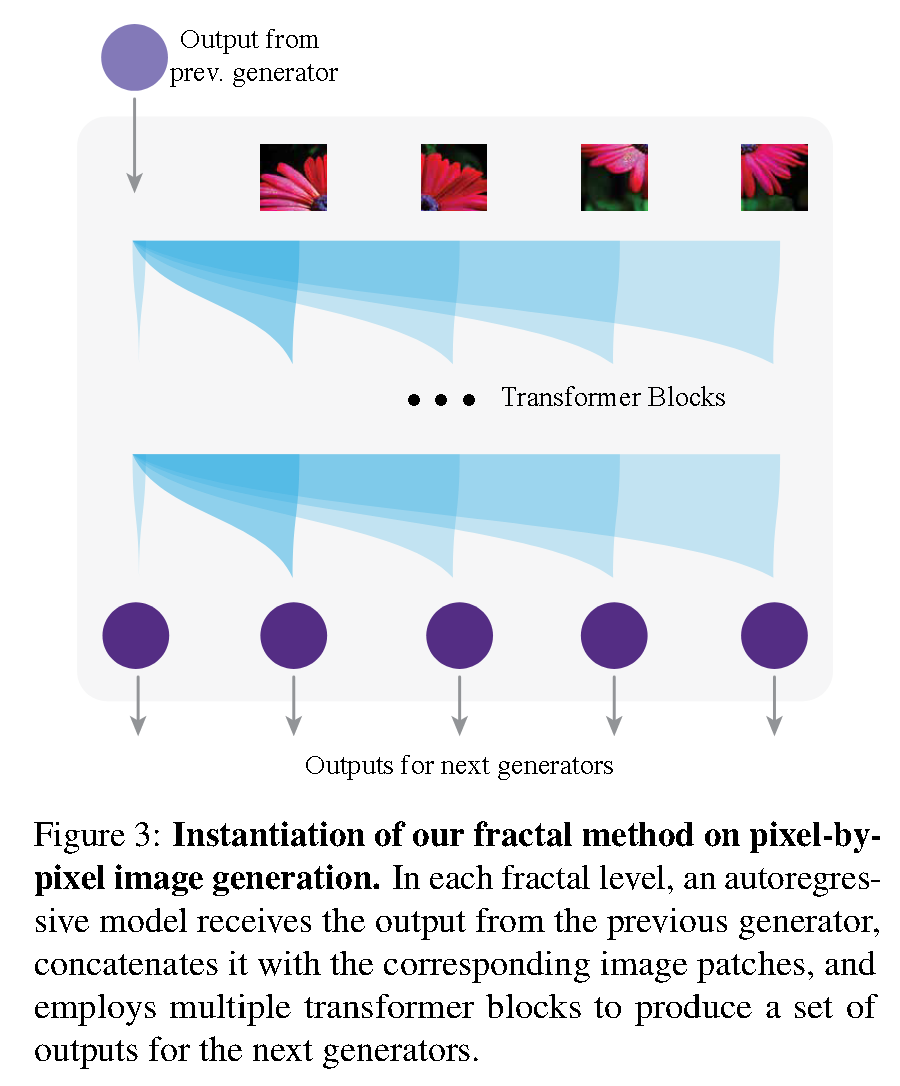 Output from
prev. generator
Transformer Blocks
Outputs for next generators
Figure 3: Instantiation of our fractal method on pixel-by-
pixel image generation. In each fractal level, an autoregres-
sive model receives the output from the previous generator,
concatenates it with the corresponding image patches, and
employs multiple transformer blocks to produce a set of
outputs for the next generators.